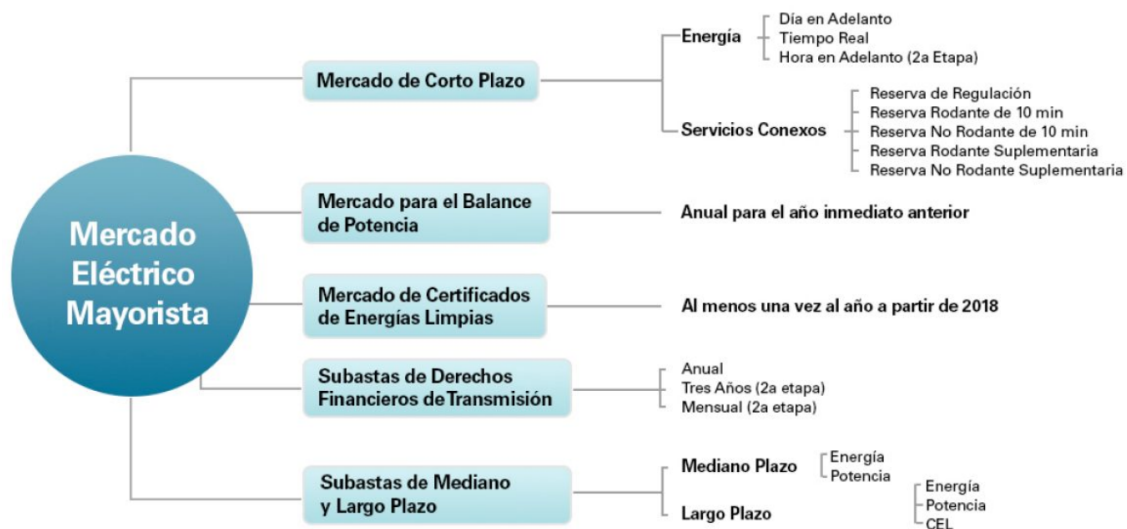 Mercado
Eléctrico
Mayorista
Mercado de Corto Plazo
Energía
Día en Adelanto
Tiempo Real
Hora en Adelanto (2a Etapa)
Servicios Conexos
Reserva de Regulación
Reserva Rodante de 10 min
Reserva No Rodante de 10 min
Reserva Rodante Suplementaria
Reserva No Rodante Suplementaria
Mercado para el Balance
de Potencia
Anual para el año inmediato anterior
Mercado de Certificados
de Energías Limpias
Al menos una vez al año a partir de 2018
Subastas de Derechos
Financieros de Transmisión
Anual
Tres Años (2a etapa)
Mensual (2a etapa)
Subastas de Mediano
y Largo Plazo
Mediano Plazo
Energía
Potencia
Largo Plazo
Energía
Potencia
CEL